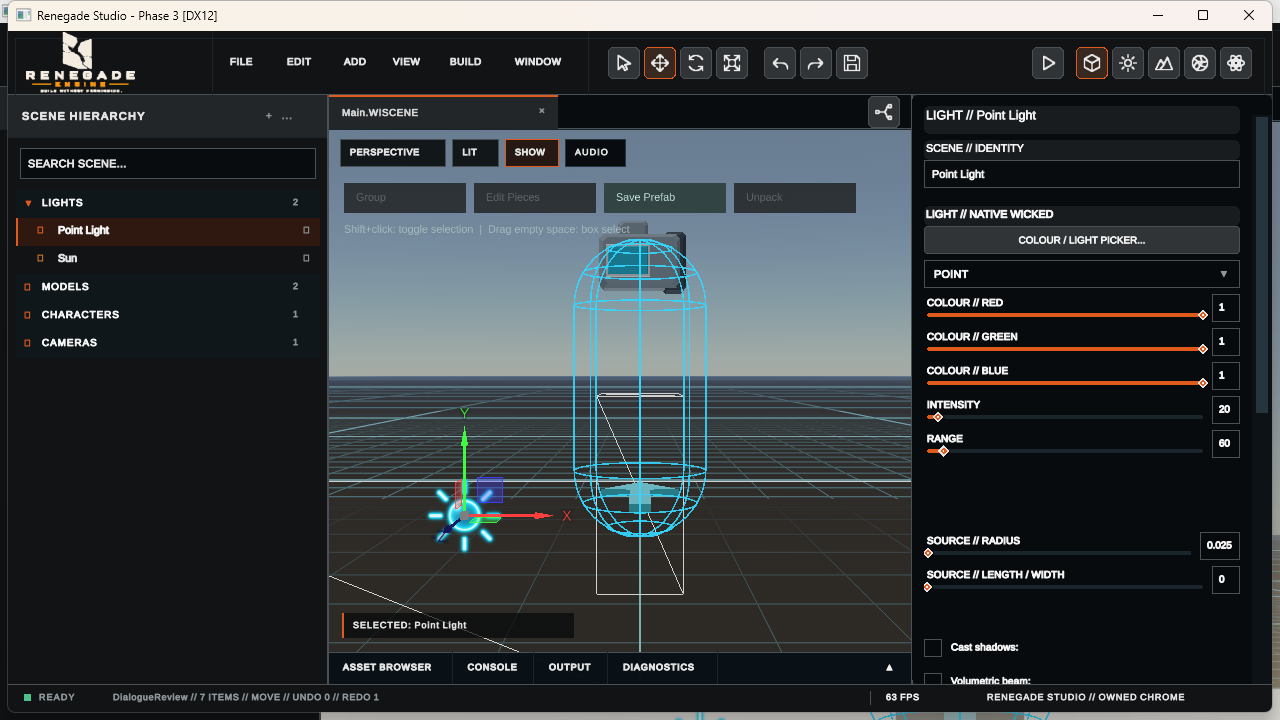 Renegade Studio - Phase 3 [DX12]
RENEGADE
ENGINE
BUILD WITHOUT PERMISSION.
FILE EDIT ADD VIEW BUILD WINDOW
SCENE HIERARCHY + ...
SEARCH SCENE...
LIGHTS 2
Point Light
Sun
MODELS 2
CHARACTERS 1
CAMERAS 1
Main.WISCENE ×
PERSPECTIVE LIT SHOW AUDIO
Group Edit Pieces Save Prefab Unpack
Shift+click: toggle selection | Drag empty space: box select
Y
X
SELECTED: Point Light
ASSET BROWSER CONSOLE OUTPUT DIAGNOSTICS
LIGHT // Point Light
SCENE // IDENTITY
Point Light
LIGHT // NATIVE WICKED
COLOUR / LIGHT PICKER...
POINT
COLOUR // RED 1
COLOUR // GREEN 1
COLOUR // BLUE 1
INTENSITY 20
RANGE 60
SOURCE // RADIUS 0.025
SOURCE // LENGTH / WIDTH 0
Cast shadows:
Volumetric beam:
READY DialogueReview // 7 ITEMS // MOVE // UNDO 0 // REDO 1 63 FPS RENEGADE STUDIO // OWNED CHROME